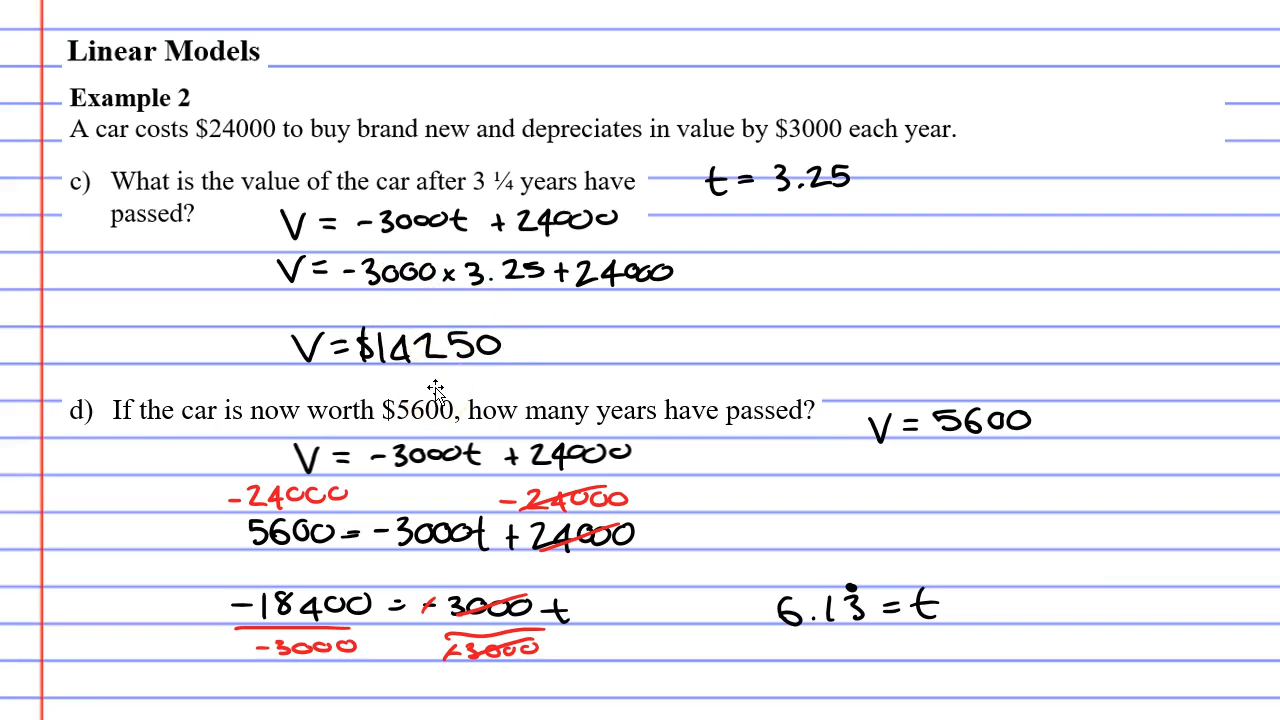 Linear Models
Example 2
A car costs $24000 to buy brand new and depreciates in value by $3000 each year.
c) What is the value of the car after 3 ¼ years have
passed?
t = 3.25
V = -3000t + 24000
V = -3000 × 3.25 + 24000
V = $14250
d) If the car is now worth $5600, how many years have passed?
V = 5600
V = -3000t + 24000
-24000 -24000
5600 = -3000t + 24000
-18400 = -3000 t
-3000 -3000
6.13̇ = t